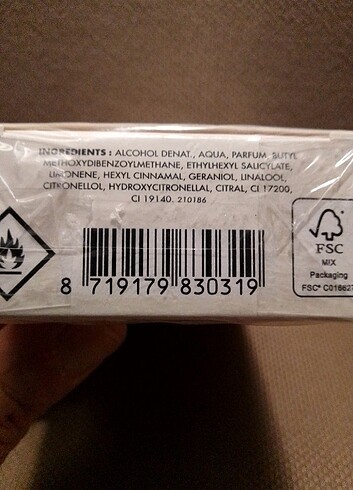 INGREDIENTS : ALCOHOL DENAT., AQUA, PARFUM, BUTYL
METHOXYDIBENZOYLMETHANE, ETHYLHEXYL SALICYLATE,
LIMONENE, HEXYL CINNAMAL, GERANIOL, LINALOOL,
CITRONELLOL, HYDROXYCITRONELLAL, CITRAL, CI 17200,
CI 19140. 210186
8 719179 830319
FSC
MIX
Packaging
FSC® C016627